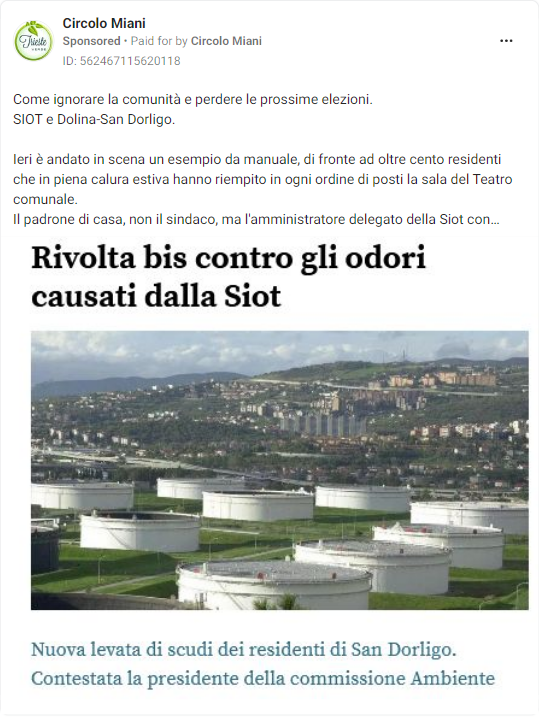 Circolo Miani
Sponsored • Paid for by Circolo Miani
ID: 562467115620118
Trieste
VERDE
Come ignorare la comunità e perdere le prossime elezioni.
SIOT e Dolina-San Dorligo.
Ieri è andato in scena un esempio da manuale, di fronte ad oltre cento residenti
che in piena calura estiva hanno riempito in ogni ordine di posti la sala del Teatro
comunale.
Il padrone di casa, non il sindaco, ma l'amministratore delegato della Siot con...
Rivolta bis contro gli odori
causati dalla Siot
Nuova levata di scudi dei residenti di San Dorligo.
Contestata la presidente della commissione Ambiente